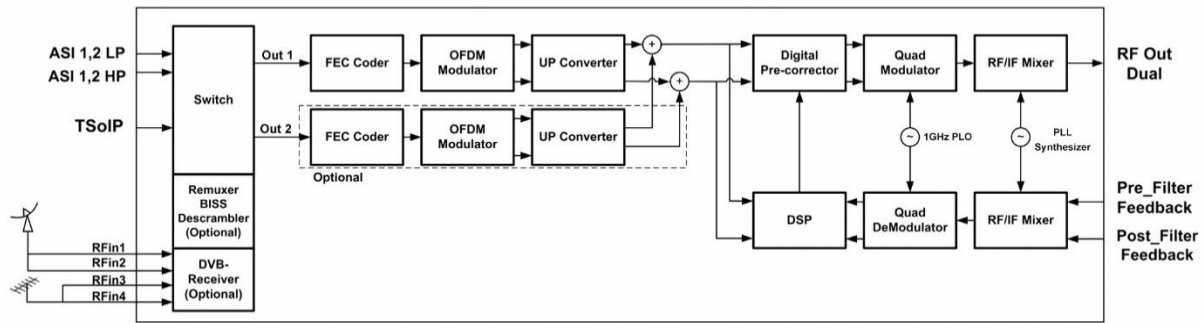 ASI 1,2 LP
ASI 1,2 HP
TSoIP
Switch
Out 1
Out 2
FEC Coder
OFDM
Modulator
UP Converter
+
+
FEC Coder
OFDM
Modulator
UP Converter
Optional
Digital
Pre-corrector
Quad
Modulator
RF/IF Mixer
RF Out
Dual
~
1GHz PLO
~
PLL
Synthesizer
DSP
Quad
DeModulator
RF/IF Mixer
Pre_Filter
Feedback
Post_Filter
Feedback
Remuxer
BISS
Descrambler
(Optional)
DVB-
Receiver
(Optional)
RFin1
RFin2
RFin3
RFin4